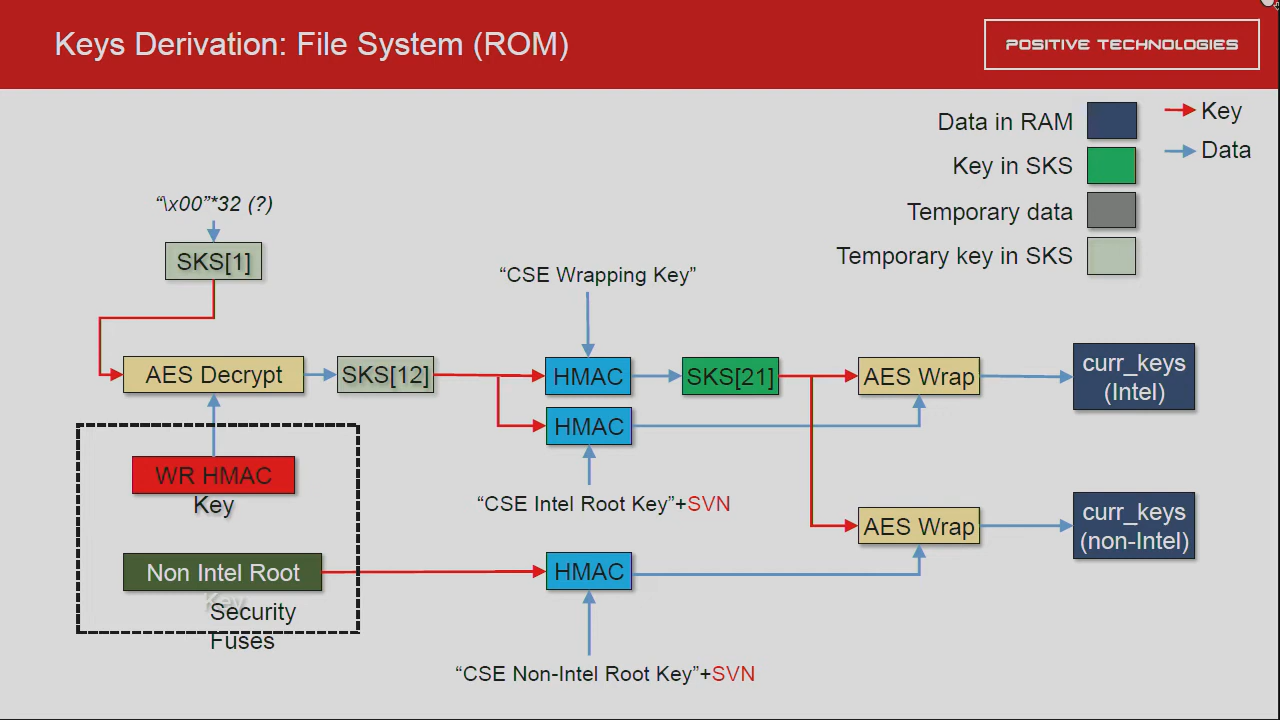 Keys Derivation: File System (ROM)
POSITIVE TECHNOLOGIES
Data in RAM
Key
Key in SKS
Data
Temporary data
Temporary key in SKS
“\x00”*32 (?)
SKS[1]
“CSE Wrapping Key”
AES Decrypt
SKS[12]
HMAC
SKS[21]
AES Wrap
curr_keys
(Intel)
HMAC
WR HMAC
Key
“CSE Intel Root Key”+SVN
AES Wrap
curr_keys
(non-Intel)
Non Intel Root
Key
HMAC
Security
Fuses
“CSE Non-Intel Root Key”+SVN